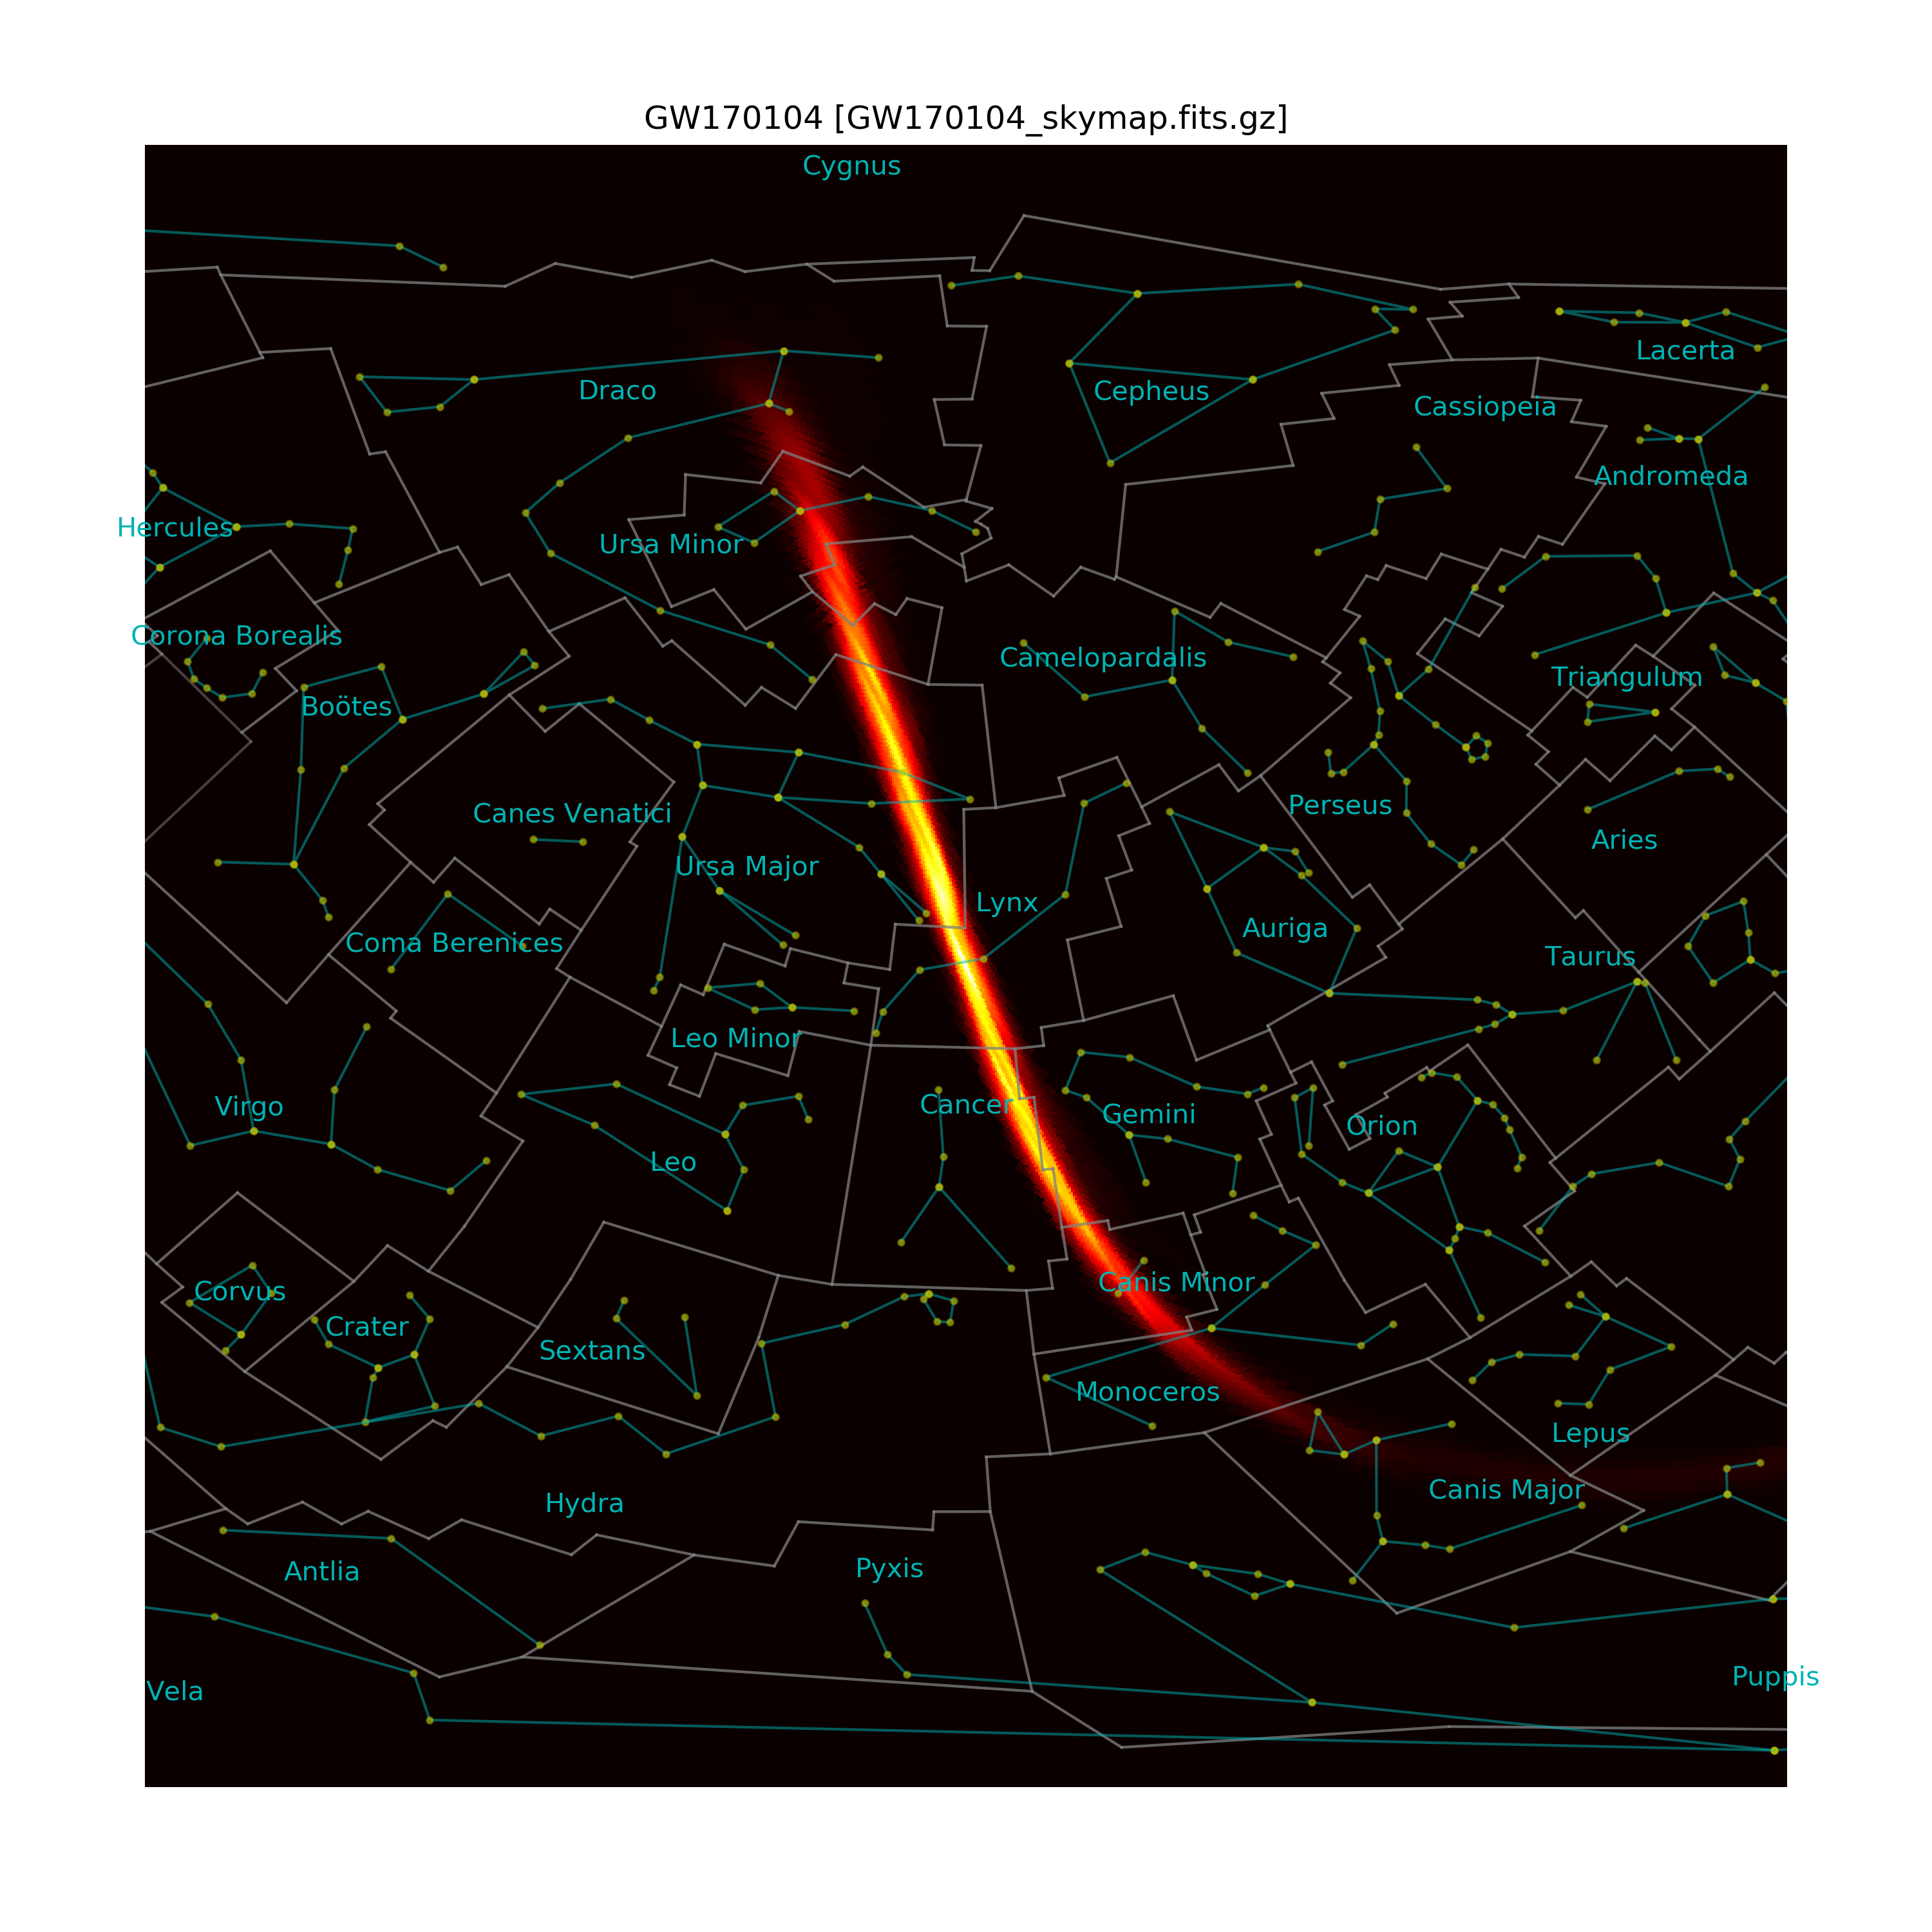 GW170104 [GW170104_skymap.fits.gz]
Cygnus
Lacerta
Draco
Cepheus
Cassiopeia
Andromeda
Hercules
Ursa Minor
Corona Borealis
Camelopardalis
Triangulum
Boötes
Canes Venatici
Perseus
Aries
Ursa Major
Lynx
Auriga
Coma Berenices
Taurus
Leo Minor
Virgo
Cancer
Gemini
Orion
Leo
Corvus
Canis Minor
Crater
Sextans
Monoceros
Lepus
Canis Major
Hydra
Antlia
Pyxis
Vela
Puppis